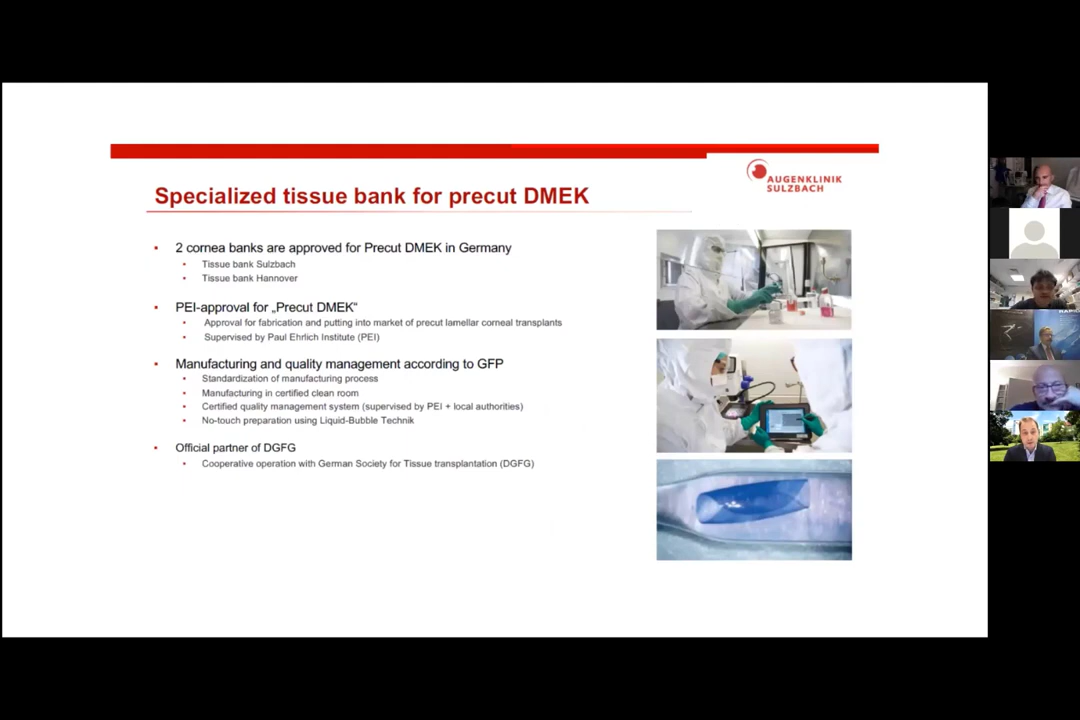 AUGENKLINIK
SULZBACH
Specialized tissue bank for precut DMEK
2 cornea banks are approved for Precut DMEK in Germany
Tissue bank Sulzbach
Tissue bank Hannover
PEI-approval for „Precut DMEK“
Approval for fabrication and putting into market of precut lamellar corneal transplants
Supervised by Paul Ehrlich Institute (PEI)
Manufacturing and quality management according to GFP
Standardization of manufacturing process
Manufacturing in certified clean room
Certified quality management system (supervised by PEI + local authorities)
No-touch preparation using Liquid-Bubble Technik
Official partner of DGFG
Cooperative operation with German Society for Tissue transplantation (DGFG)